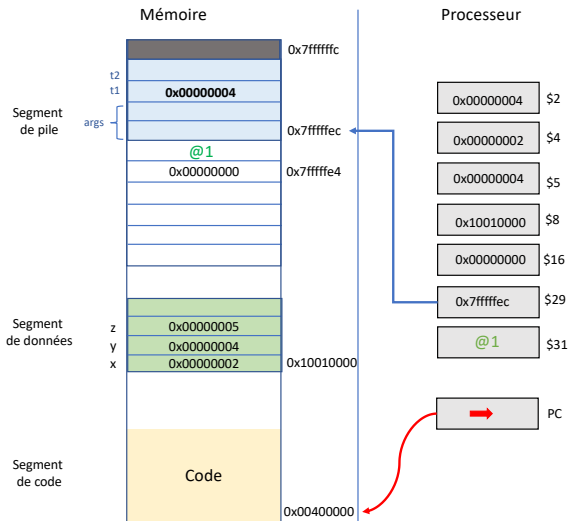 Mémoire
Processeur
0x7ffffffc
t2
t1
0x00000004
Segment
de pile
args
0x7fffffec
@1
0x00000000
0x7fffffe4
0x00000004
$2
0x00000002
$4
0x00000004
$5
0x10010000
$8
0x00000000
$16
0x7fffffec
$29
@1
$31
Segment
de données
z
0x00000005
y
0x00000004
x
0x00000002
0x10010000
PC
Segment
de code
Code
0x00400000